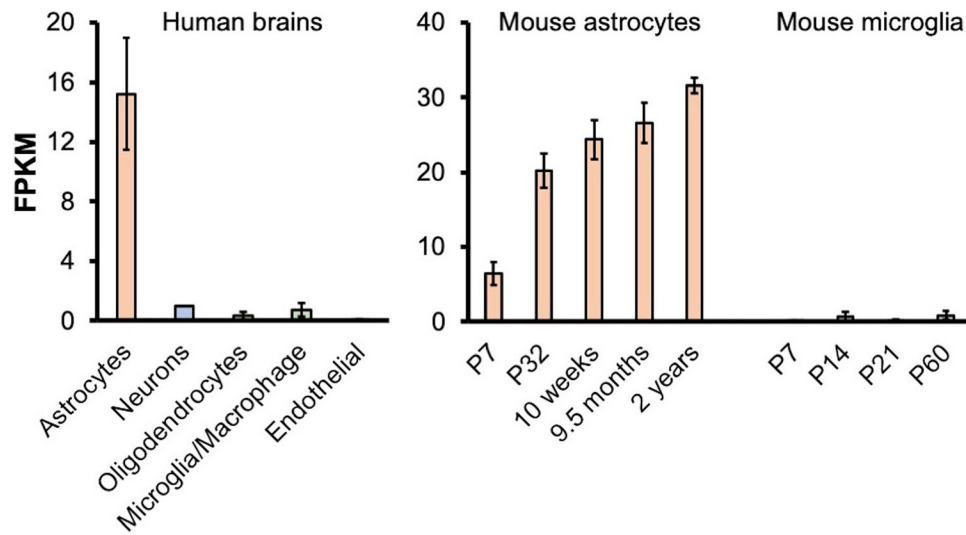 Human brains
Mouse astrocytes
Mouse microglia
FPKM
20
16
12
8
4
0
40
30
20
10
0
Astrocytes
Neurons
Oligodendrocytes
Microglia/Macrophage
Endothelial
P7
P32
10 weeks
9.5 months
2 years
P7
P14
P21
P60